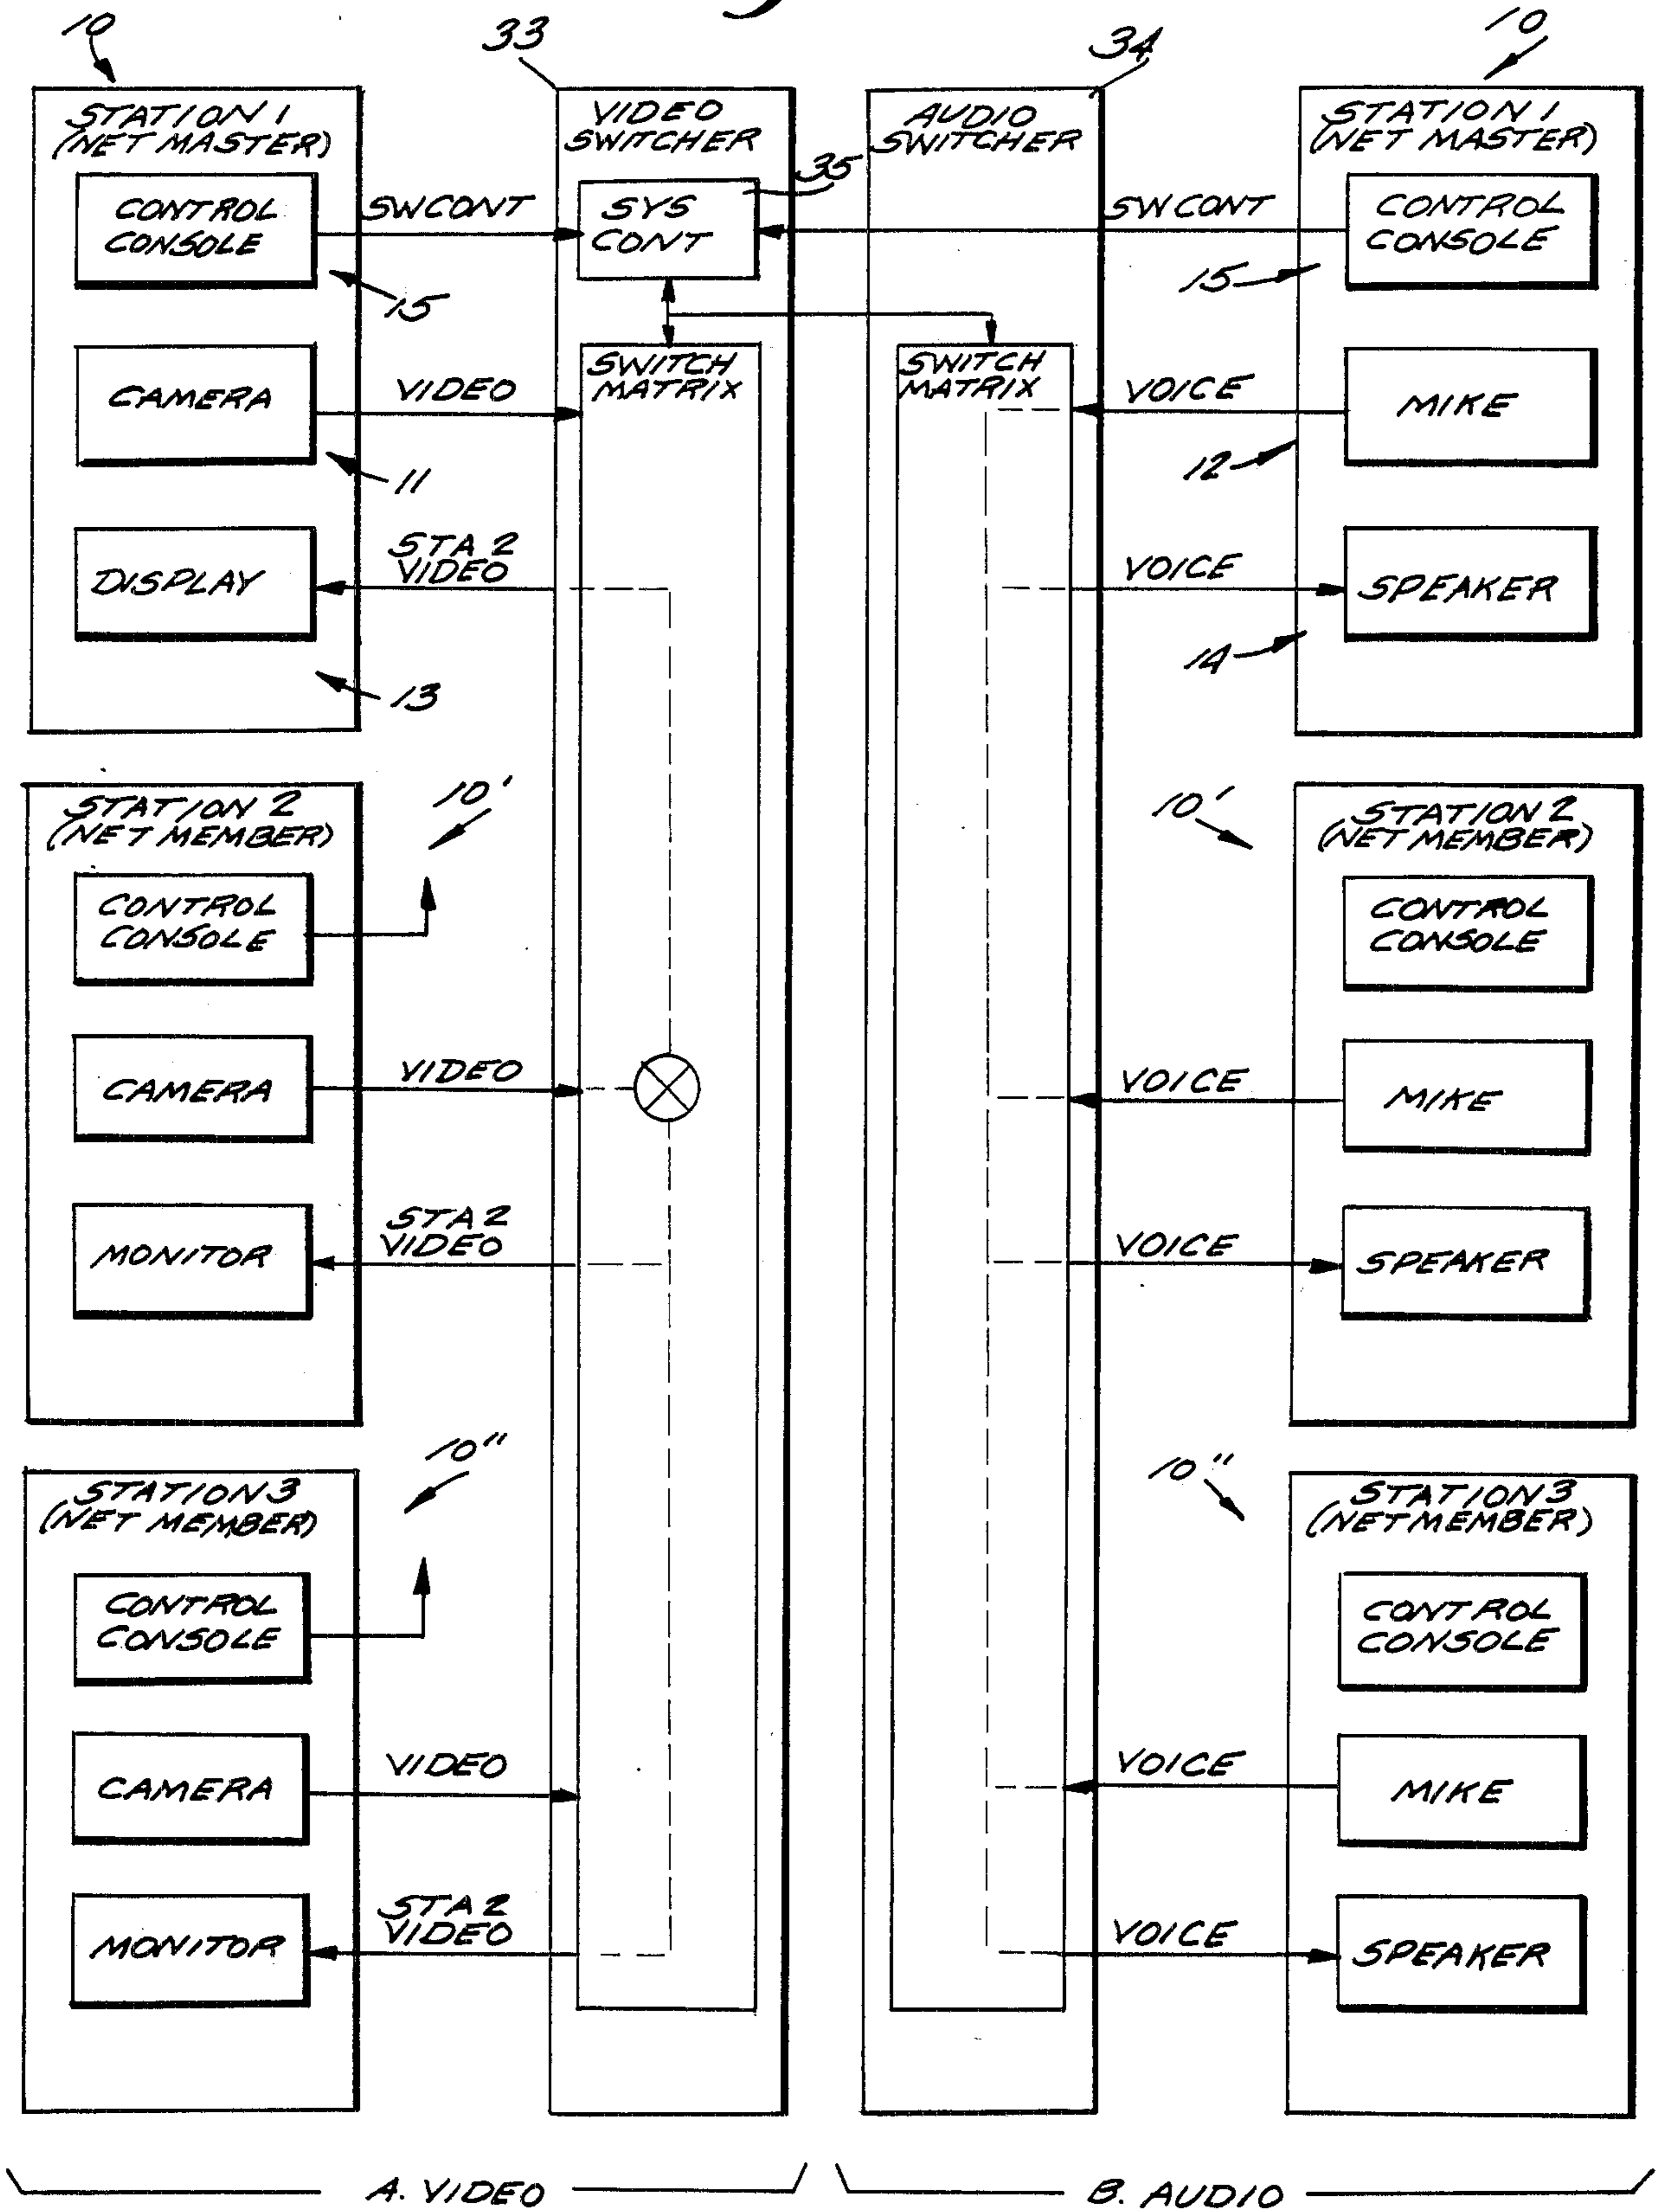 10
33
34
10
STATION 1
(NET MASTER)
CONTROL
CONSOLE
15
CAMERA
11
DISPLAY
13
SWCONT
VIDEO
STA 2
VIDEO
VIDEO
SWITCHER
35
SYS
CONT
SWITCH
MATRIX
AUDIO
SWITCHER
SWITCH
MATRIX
SWCONT
VOICE
VOICE
STATION 1
(NET MASTER)
CONTROL
CONSOLE
15
MIKE
12
SPEAKER
14
STATION 2
(NET MEMBER)
10'
CONTROL
CONSOLE
CAMERA
VIDEO
MONITOR
STA 2
VIDEO
10'
STATION 2
(NET MEMBER)
CONTROL
CONSOLE
VOICE
MIKE
VOICE
SPEAKER
STATION 3
(NET MEMBER)
10"
CONTROL
CONSOLE
CAMERA
VIDEO
MONITOR
STA 2
VIDEO
10"
STATION 3
(NET MEMBER)
CONTROL
CONSOLE
VOICE
MIKE
VOICE
SPEAKER
A. VIDEO
B. AUDIO